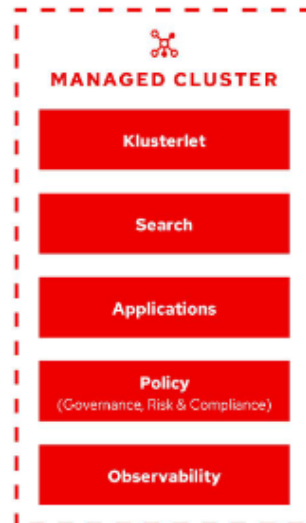 MANAGED CLUSTER
Klusterlet
Search
Applications
Policy
(Governance, Risk & Compliance)
Observability